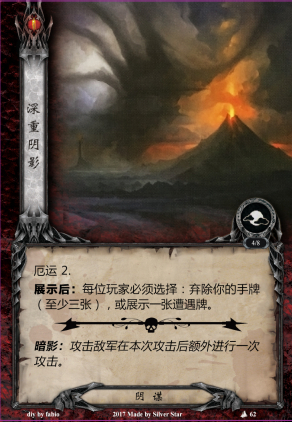 深重阴影
4/8
厄运 2.
展示后：每位玩家必须选择：弃除你的手牌
（至少三张），或展示一张遭遇牌。
暗影：攻击敌军在本次攻击后额外进行一次
攻击。
阴谋
diy by fabio 2017 Made by Silver Star 62